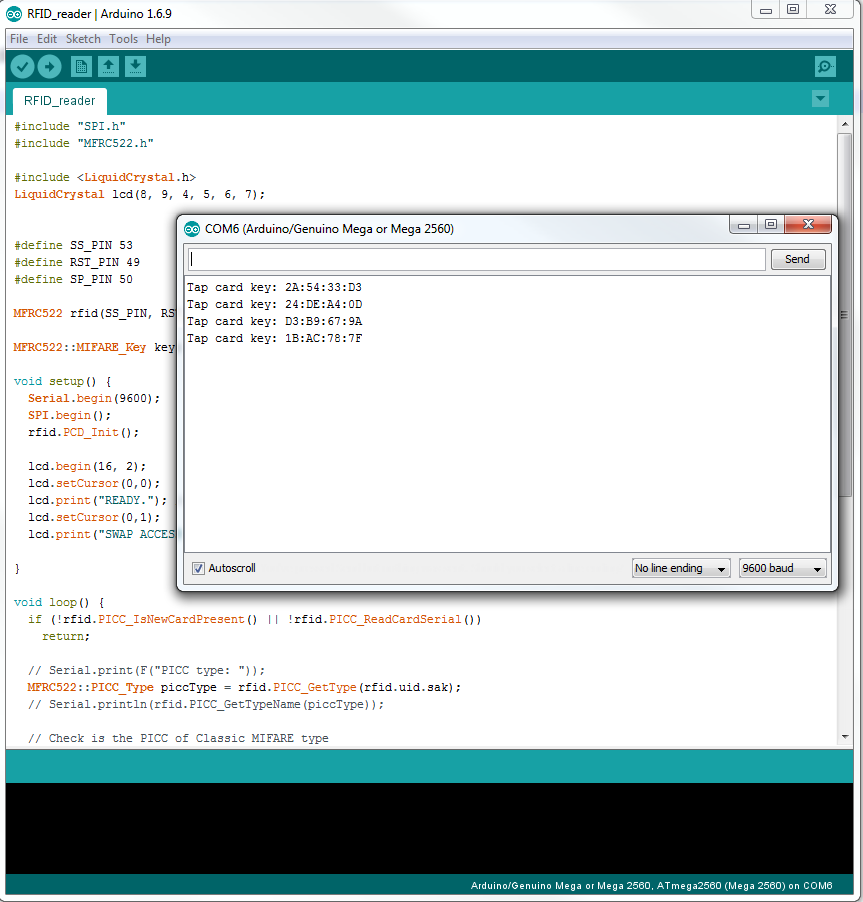 RFID_reader | Arduino 1.6.9
File Edit Sketch Tools Help
RFID_reader
#include "SPI.h"
#include "MFRC522.h"
#include <LiquidCrystal.h>
LiquidCrystal lcd(8, 9, 4, 5, 6, 7);
#define SS_PIN 53
#define RST_PIN 49
#define SP_PIN 50
MFRC522 rfid(SS_PIN, RS
MFRC522::MIFARE_Key key
void setup() {
Serial.begin(9600);
SPI.begin();
rfid.PCD_Init();
lcd.begin(16, 2);
lcd.setCursor(0,0);
lcd.print("READY.");
lcd.setCursor(0,1);
lcd.print("SWAP ACCES
}
COM6 (Arduino/Genuino Mega or Mega 2560)
Send
Tap card key: 2A:54:33:D3
Tap card key: 24:DE:A4:0D
Tap card key: D3:B9:67:9A
Tap card key: 1B:AC:78:7F
Autoscroll
No line ending
9600 baud
void loop() {
if (!rfid.PICC_IsNewCardPresent() || !rfid.PICC_ReadCardSerial())
return;
// Serial.print(F("PICC type: "));
MFRC522::PICC_Type piccType = rfid.PICC_GetType(rfid.uid.sak);
// Serial.println(rfid.PICC_GetTypeName(piccType));
// Check is the PICC of Classic MIFARE type
Arduino/Genuino Mega or Mega 2560, ATmega2560 (Mega 2560) on COM6